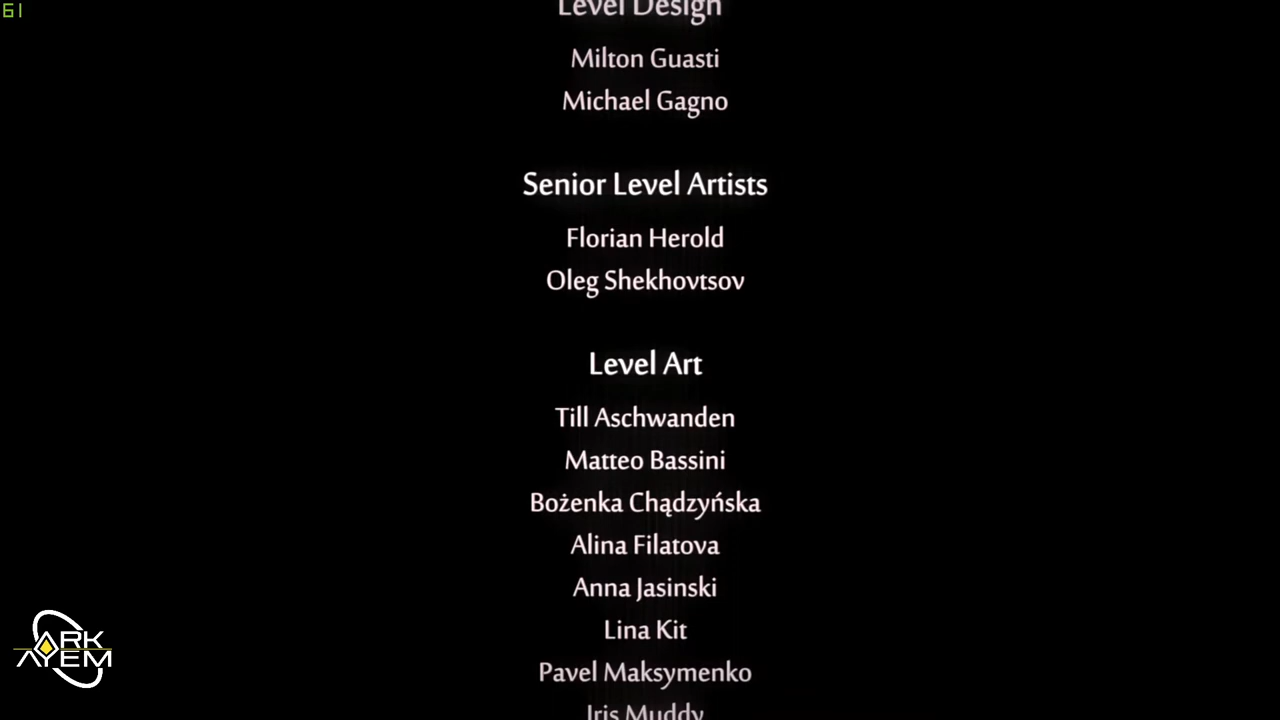 61
Level Design
Milton Guasti
Michael Gagno
Senior Level Artists
Florian Herold
Oleg Shekhovtsov
Level Art
Till Aschwanden
Matteo Bassini
Bożenka Chądzyńska
Alina Filatova
Anna Jasinski
Lina Kit
Pavel Maksymenko
Iris Muddy
ARK
AYEM